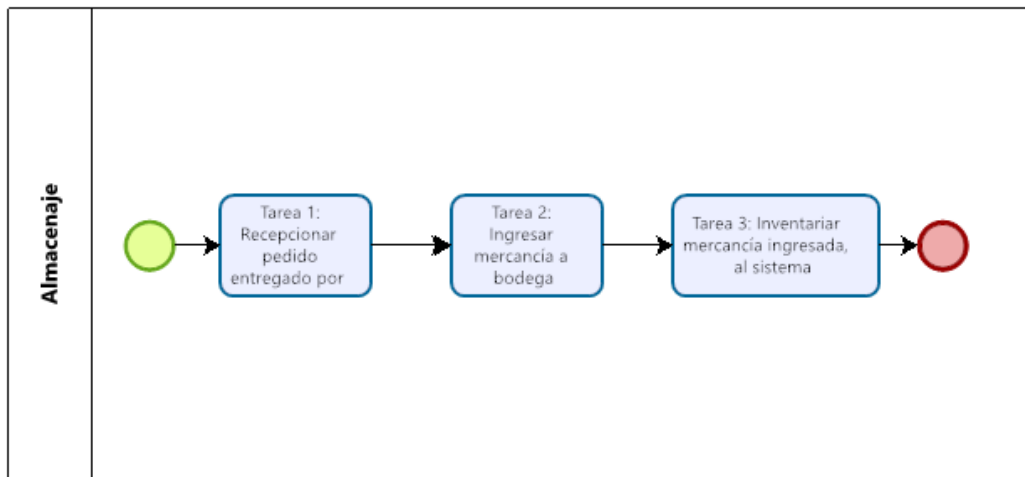 Almacenaje
Tarea 1:
Recepcionar
pedido
entregado por
Tarea 2:
Ingresar
mercancía a
bodega
Tarea 3: Inventariar
mercancía ingresada,
al sistema